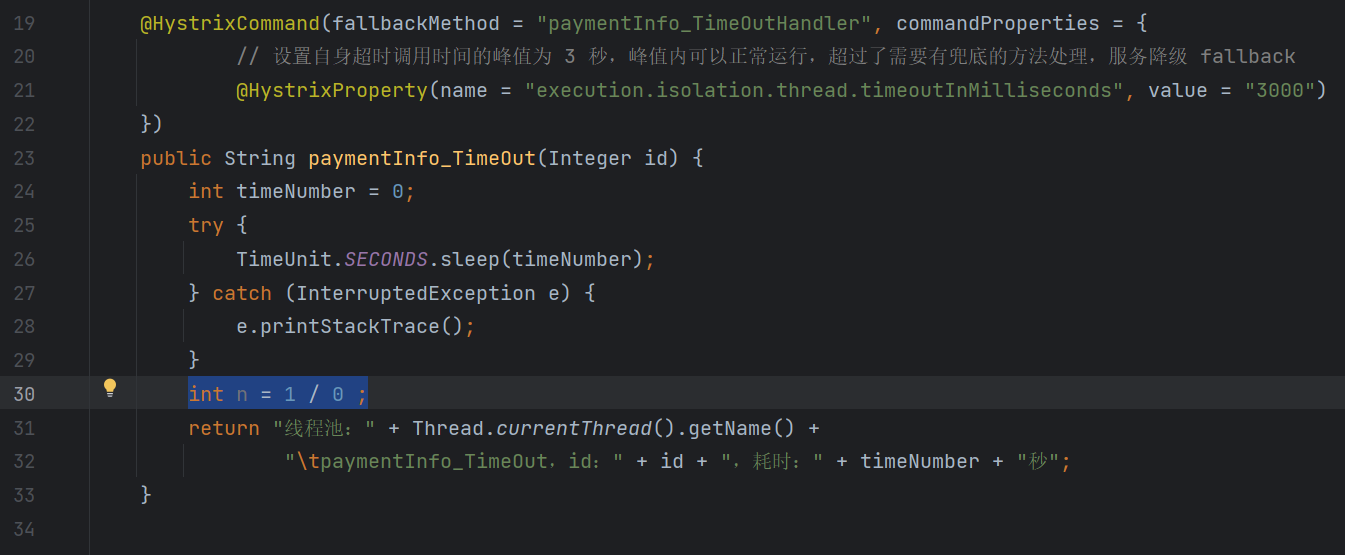 19 @HystrixCommand(fallbackMethod = "paymentInfo_TimeOutHandler", commandProperties = {
20 // 设置自身超时调用时间的峰值为 3 秒，峰值内可以正常运行，超过了需要有兜底的方法处理，服务降级 fallback
21 @HystrixProperty(name = "execution.isolation.thread.timeoutInMilliseconds", value = "3000")
22 })
23 public String paymentInfo_TimeOut(Integer id) {
24 int timeNumber = 0;
25 try {
26 TimeUnit.SECONDS.sleep(timeNumber);
27 } catch (InterruptedException e) {
28 e.printStackTrace();
29 }
30 int n = 1 / 0 ;
31 return "线程池：" + Thread.currentThread().getName() +
32 "\tpaymentInfo_TimeOut，id：" + id + "，耗时：" + timeNumber + "秒";
33 }
34